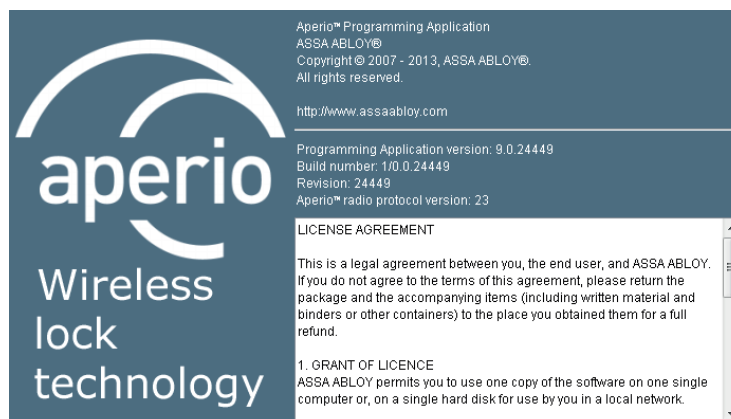 aperio
Wireless
lock
technology
Aperio™ Programming Application
ASSA ABLOY®
Copyright © 2007 - 2013, ASSA ABLOY®.
All rights reserved.
http://www.assaabloy.com
Programming Application version: 9.0.24449
Build number: 1/0.0.24449
Revision: 24449
Aperio™ radio protocol version: 23
LICENSE AGREEMENT
This is a legal agreement between you, the end user, and ASSA ABLOY.
If you do not agree to the terms of this agreement, please return the
package and the accompanying items (including written material and
binders or other containers) to the place you obtained them for a full
refund.
1. GRANT OF LICENCE
ASSA ABLOY permits you to use one copy of the software on one single
computer or, on a single hard disk for use by you in a local network.